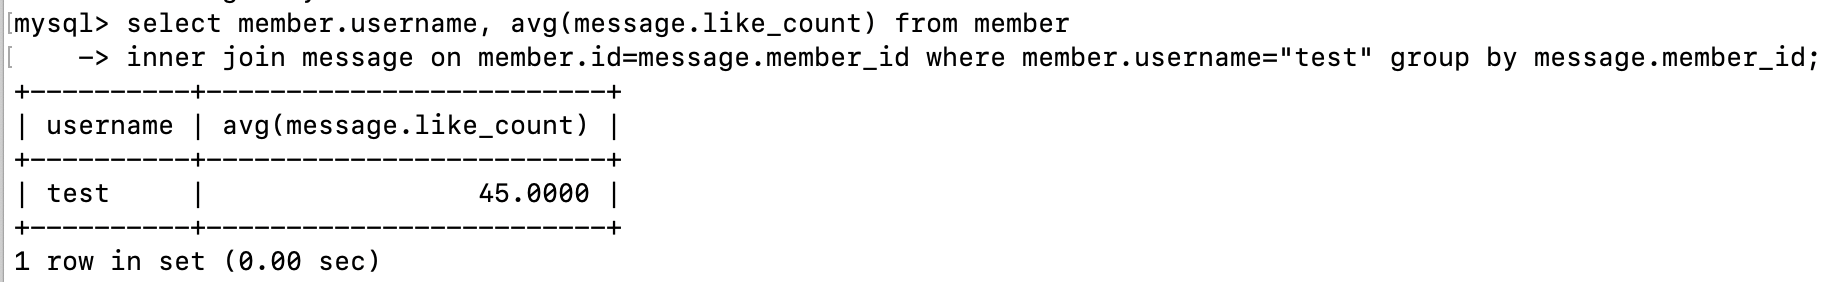 mysql> select member.username, avg(message.like_count) from member
    -> inner join message on member.id=message.member_id where member.username="test" group by message.member_id;
+----------+-------------------------+
| username | avg(message.like_count) |
+----------+-------------------------+
| test     |                 45.0000 |
+----------+-------------------------+
1 row in set (0.00 sec)